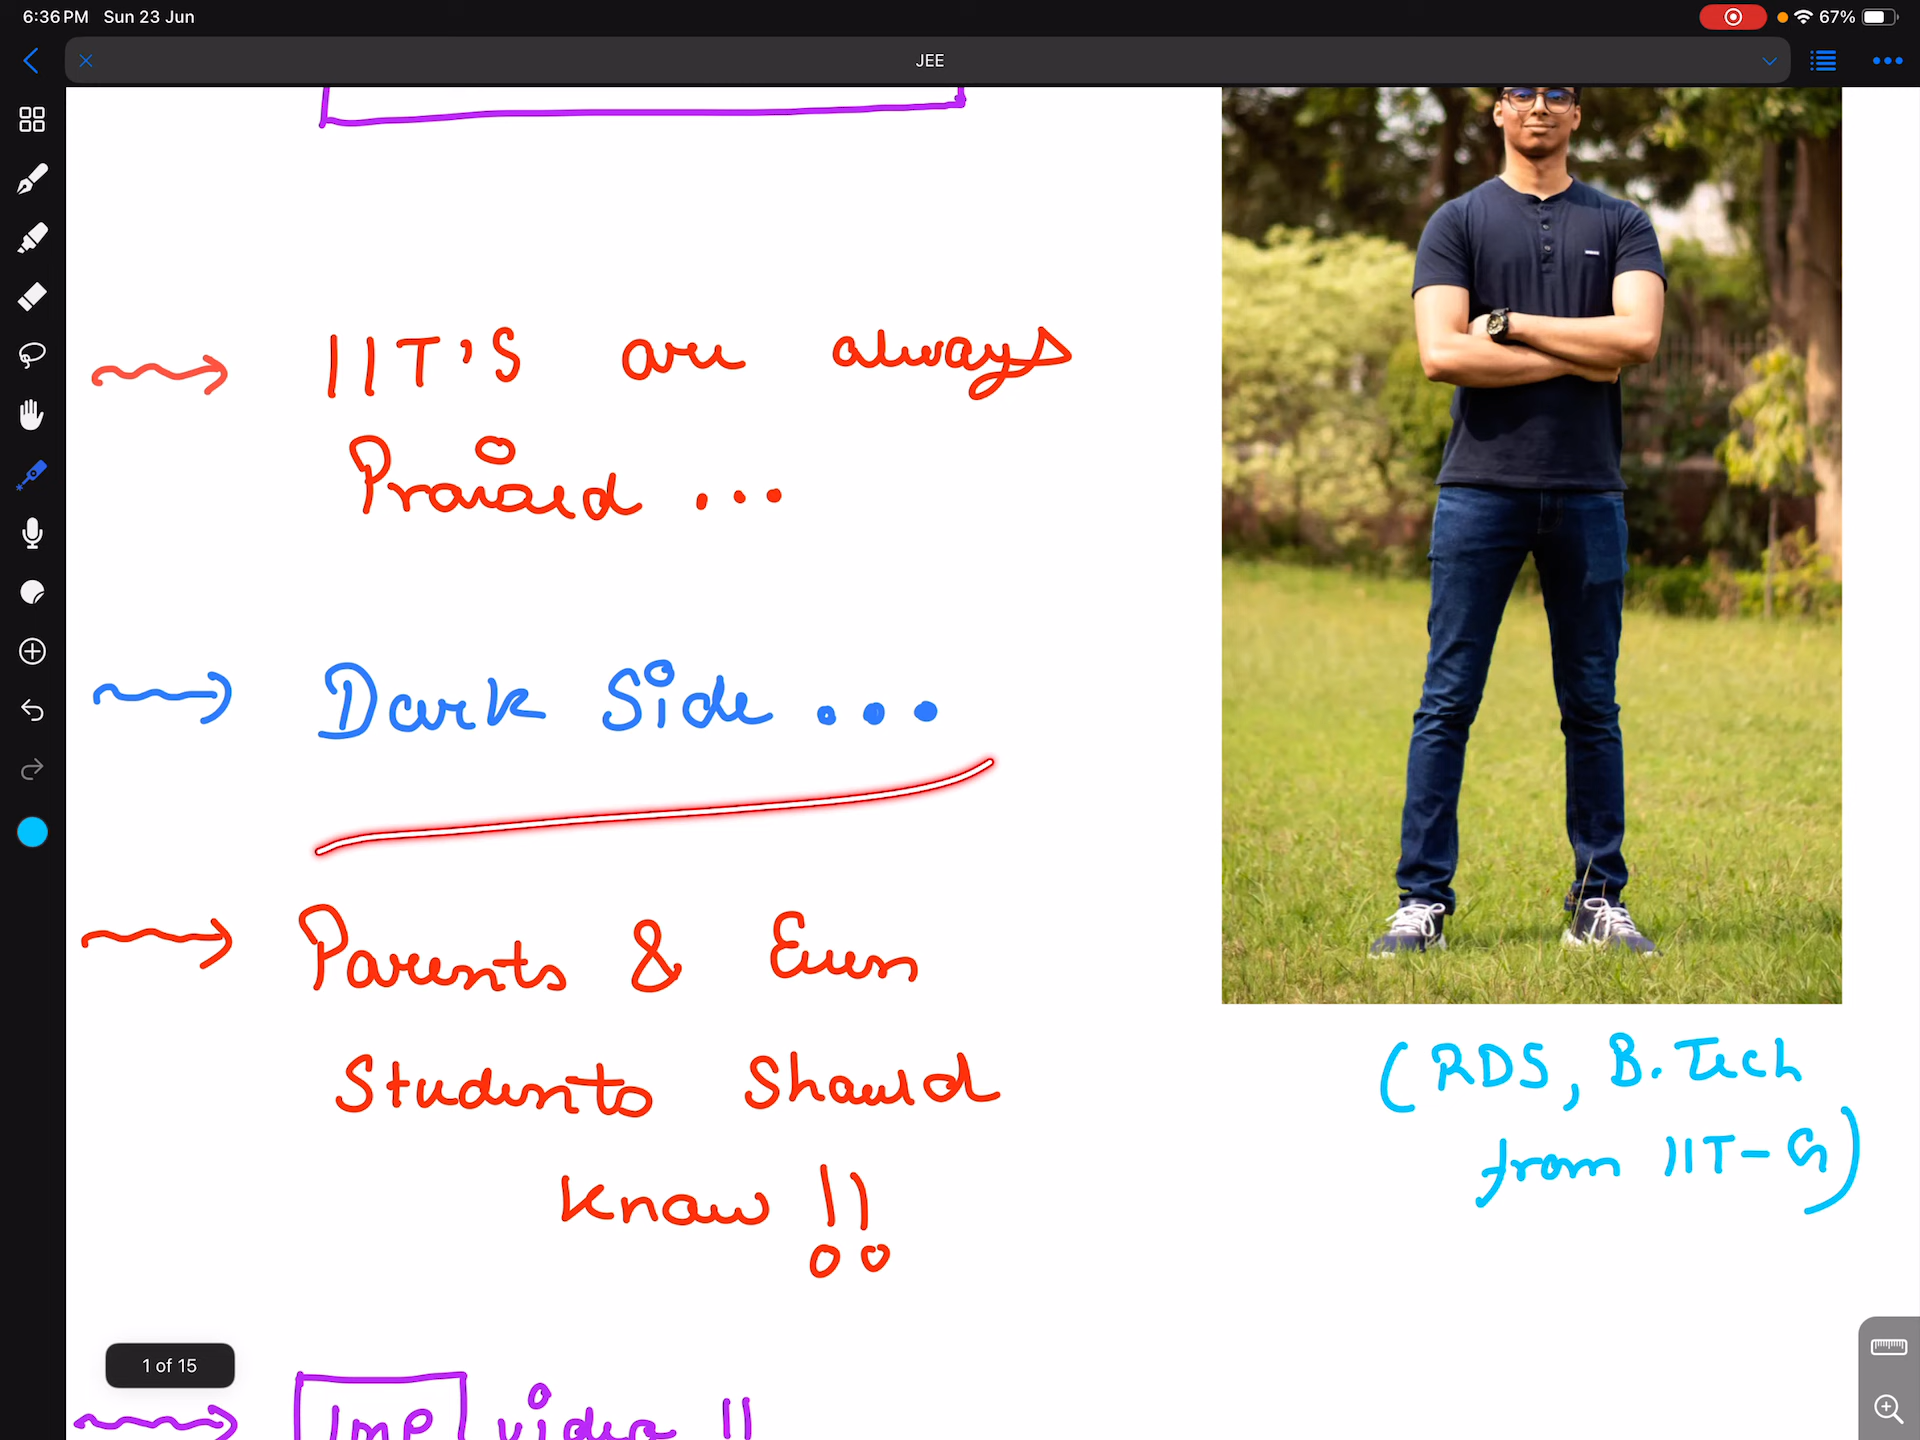 6:36 PM Sun 23 Jun
67%
JEE
IIT'S are always
Praised ...
Dark Side ...
Parents & Even
Students Should
Know !!
(RDS, B.Tech
from IIT-G)
1 of 15
Imp video !!